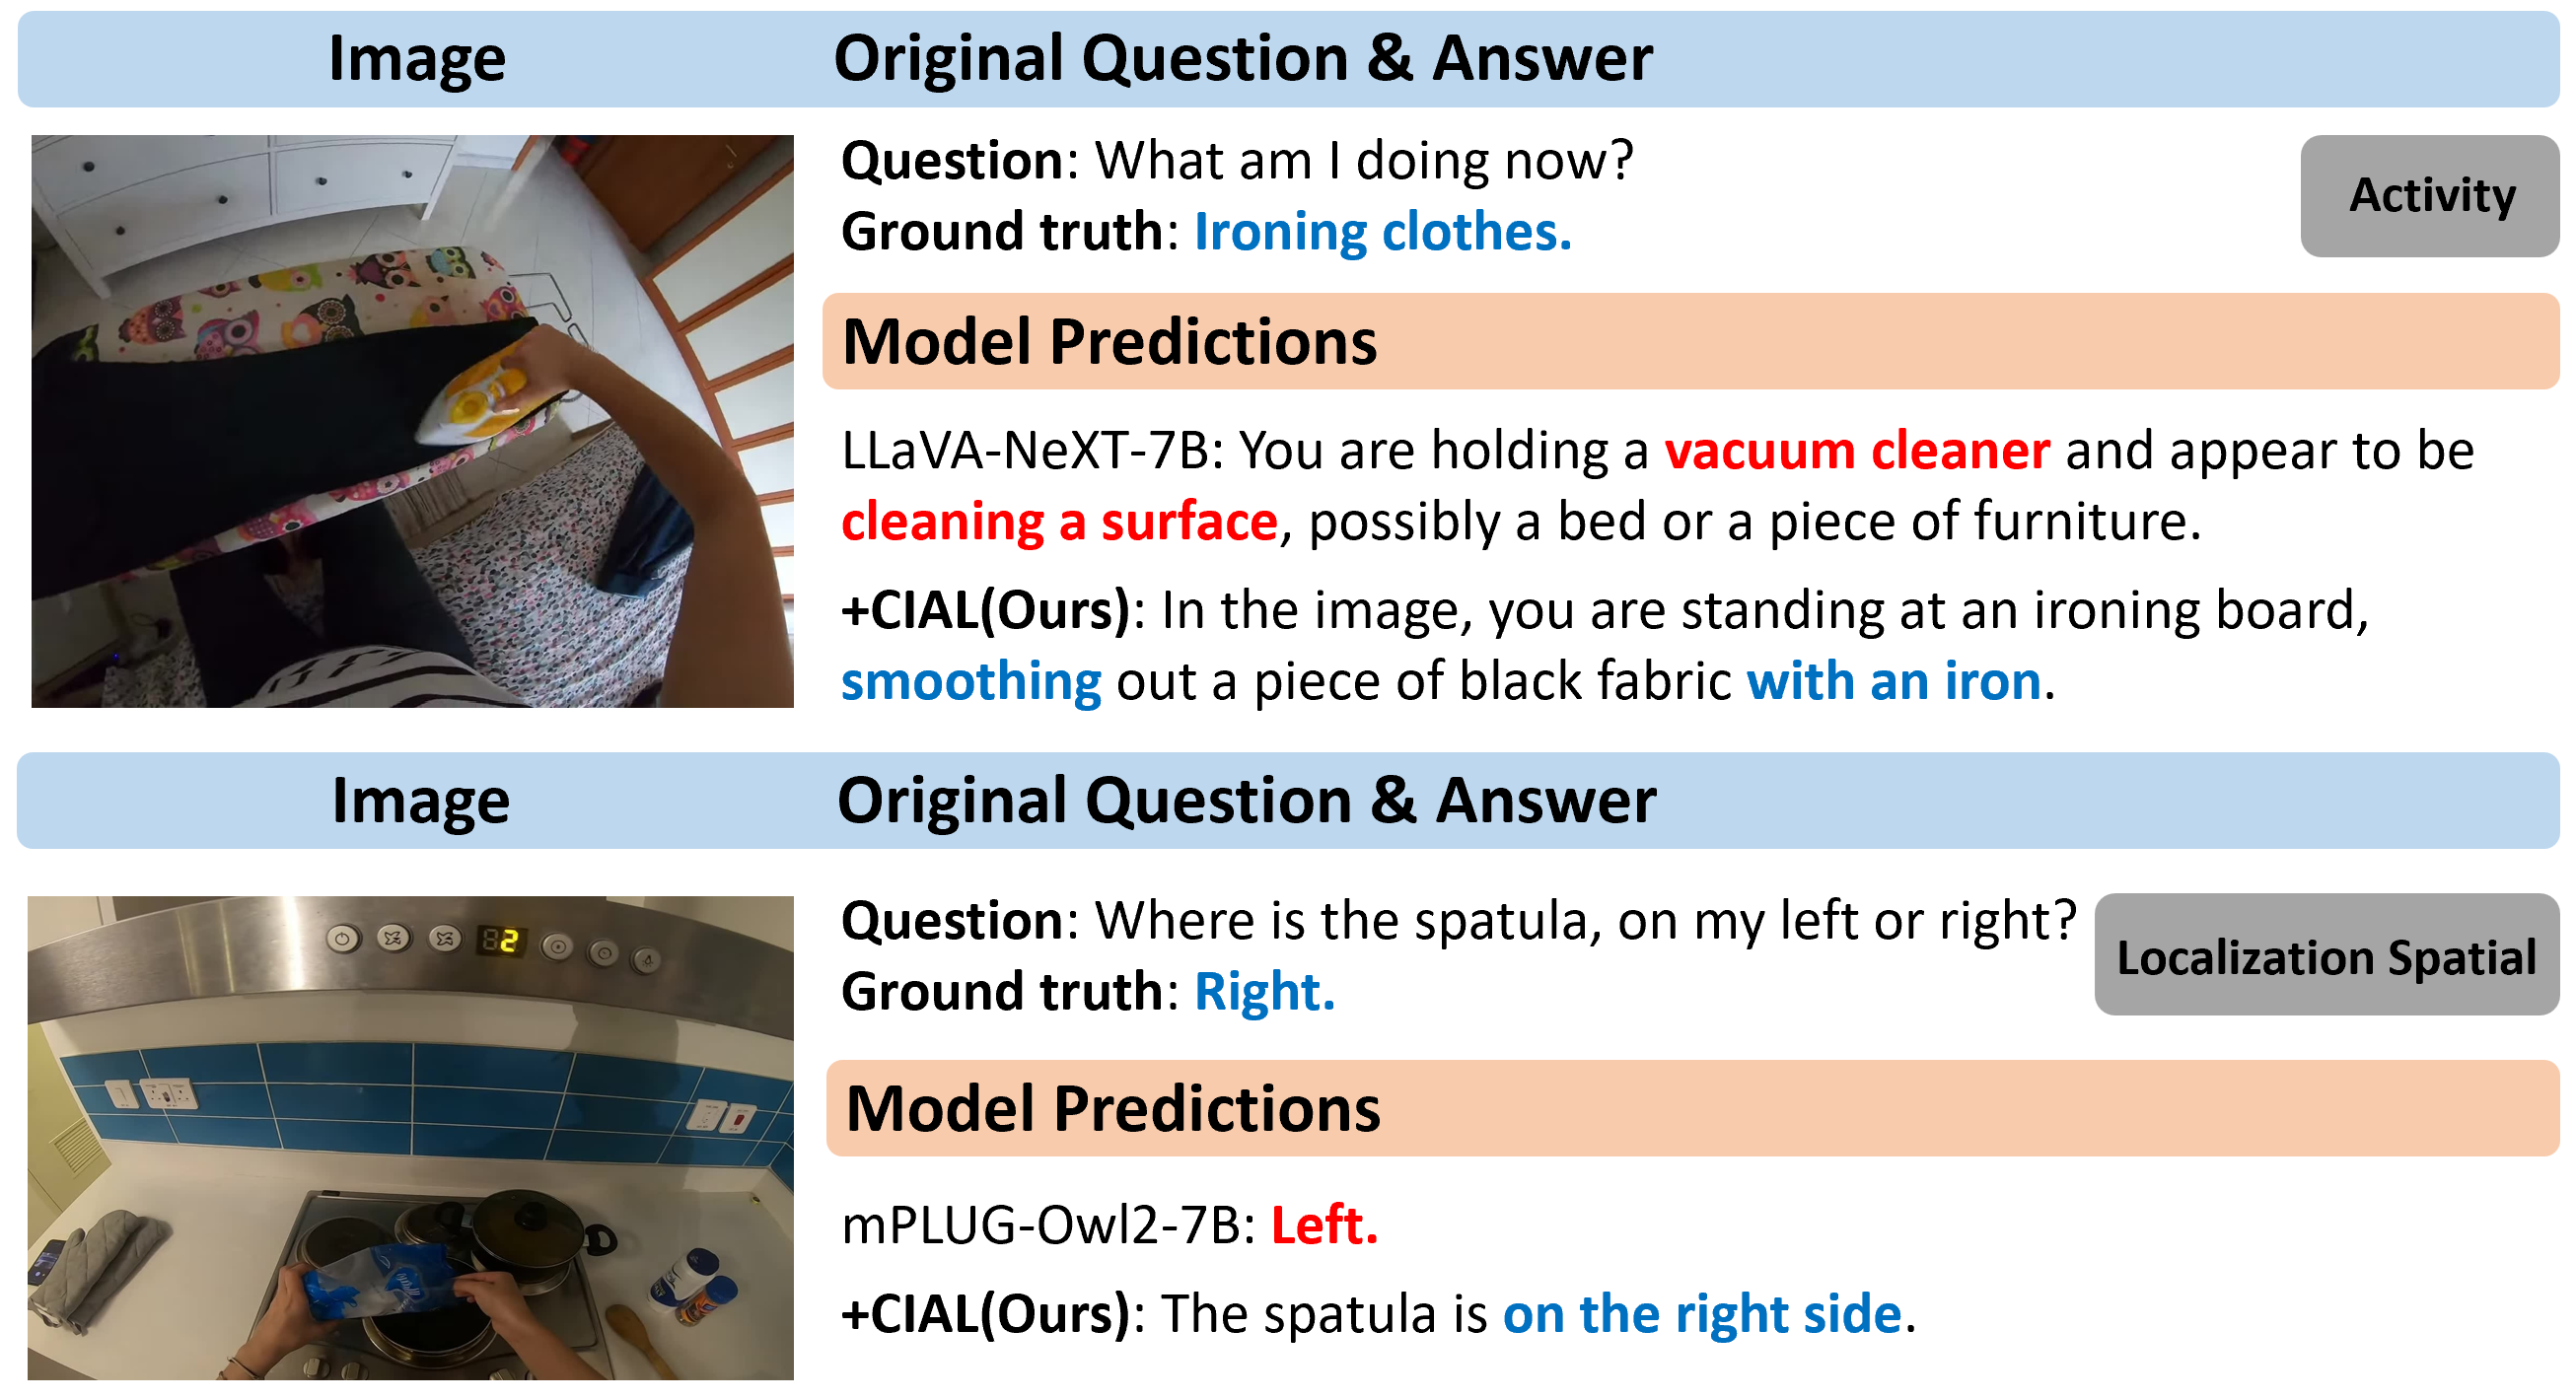 Image
Original Question & Answer
Question: What am I doing now?
Ground truth: Ironing clothes.
Activity
Model Predictions
LLaVA-NeXT-7B: You are holding a vacuum cleaner and appear to be
cleaning a surface, possibly a bed or a piece of furniture.
+CIAL(Ours): In the image, you are standing at an ironing board,
smoothing out a piece of black fabric with an iron.
Image
Original Question & Answer
2
Question: Where is the spatula, on my left or right?
Ground truth: Right.
Localization Spatial
Model Predictions
mPLUG-Owl2-7B: Left.
+CIAL(Ours): The spatula is on the right side.